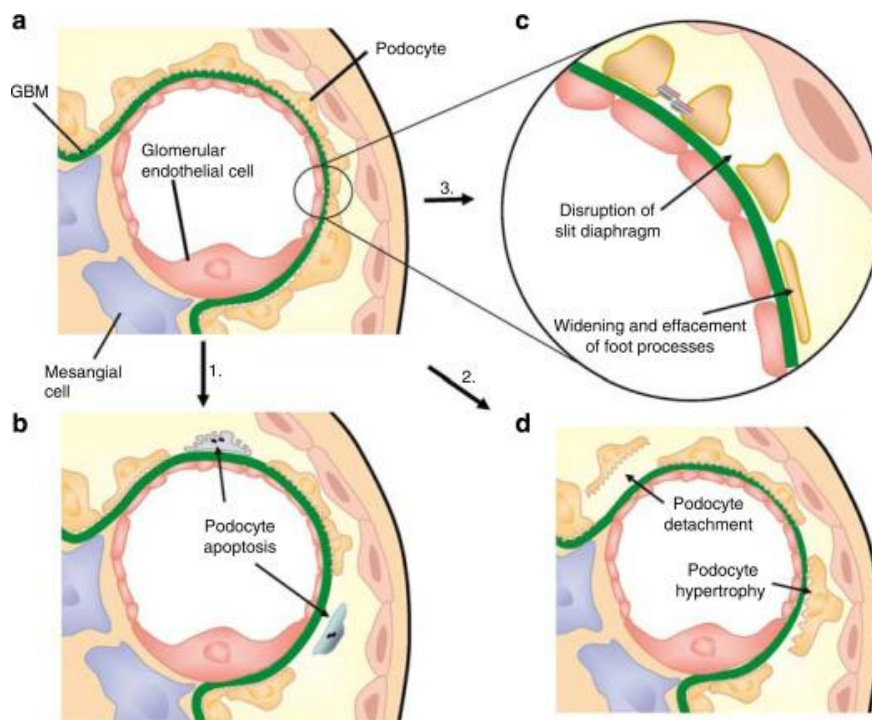 a
Podocyte
GBM
Glomerular
endothelial cell
Mesangial
cell
1.
2.
3.
c
Disruption of
slit diaphragm
Widening and effacement
of foot processes
b
Podocyte
apoptosis
d
Podocyte
detachment
Podocyte
hypertrophy